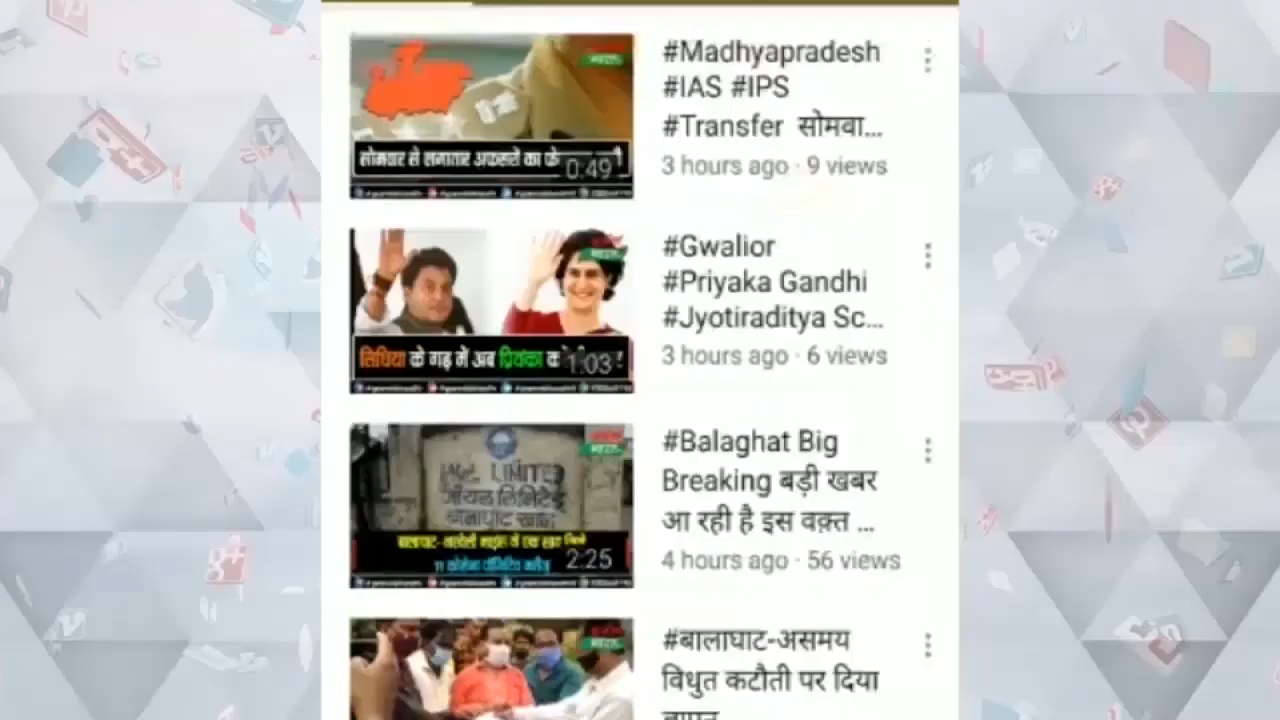 #Madhyapradesh
#IAS #IPS
#Transfer सोमवा...
3 hours ago · 9 views
सोमवार से लगातार अफसरों का फे
0:49
#Gwalior
#Priyaka Gandhi
#Jyotiraditya Sc...
3 hours ago · 6 views
सिंधिया के गढ़ में अब प्रियंका क
1:03
#Balaghat Big
Breaking बड़ी खबर
आ रही है इस वक़्त ...
4 hours ago · 56 views
LIMITED
लिमिटेड
2:25
#बालाघाट-असमय
विधुत कटौती पर दिया